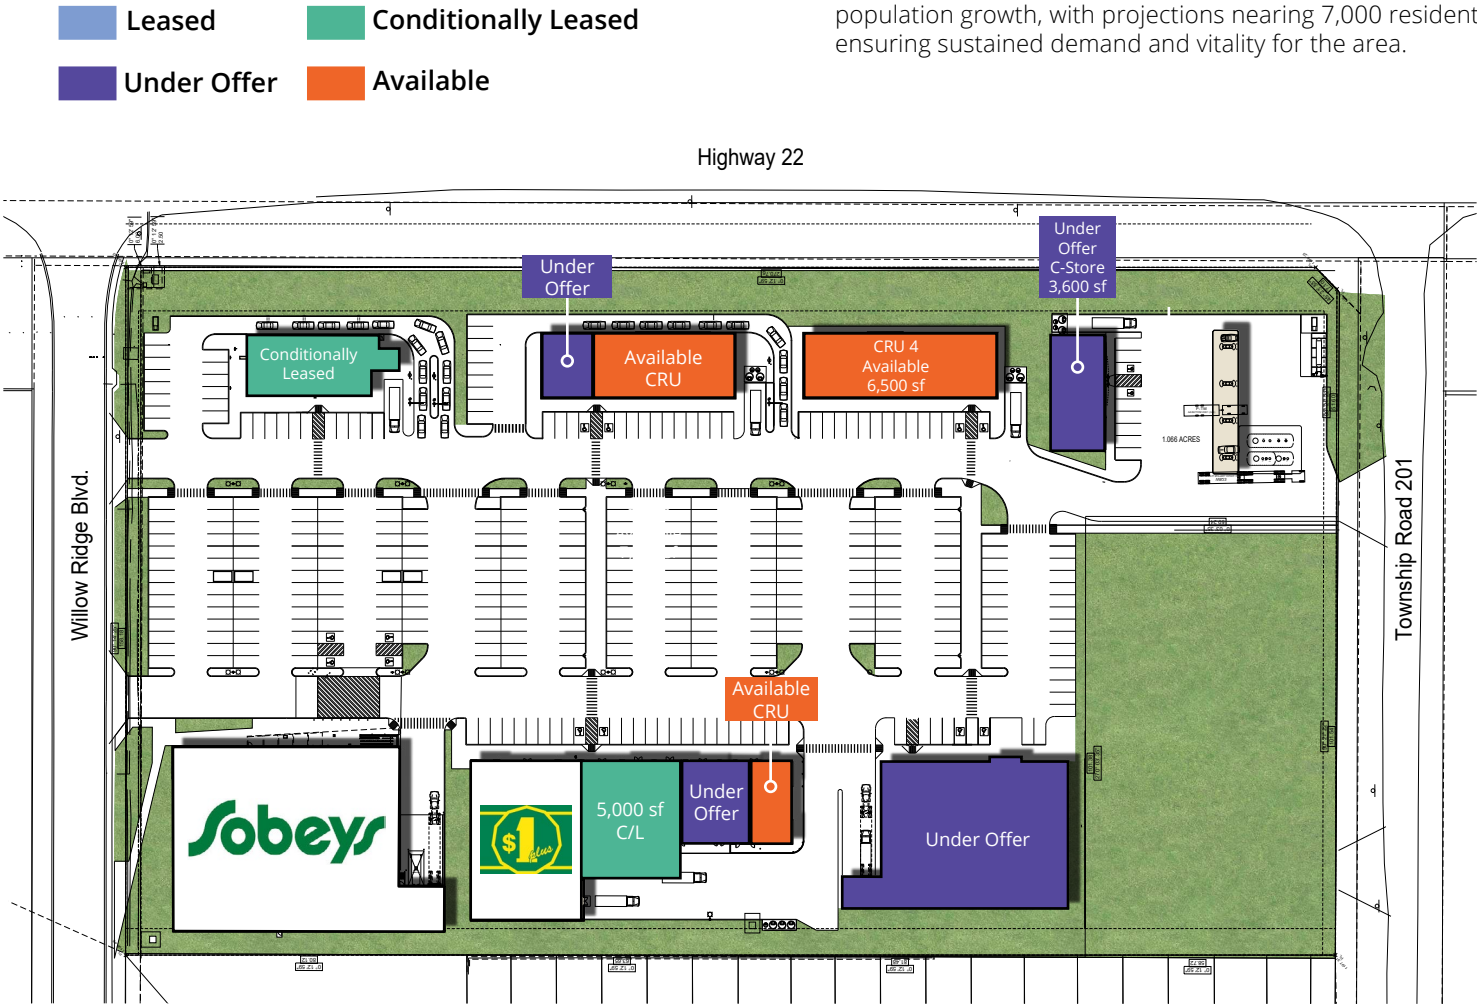 Leased
Conditionally Leased
Under Offer
Available
population growth, with projections nearing 7,000 resident
ensuring sustained demand and vitality for the area.
Highway 22
Under
Offer
C-Store
3,600 sf
Under
Offer
Conditionally
Leased
Available
CRU
CRU 4
Available
6,500 sf
1.066 ACRES
Willow Ridge Blvd.
Township Road 201
Available
CRU
Sobeys
$1
plus
5,000 sf
C/L
Under
Offer
Under Offer